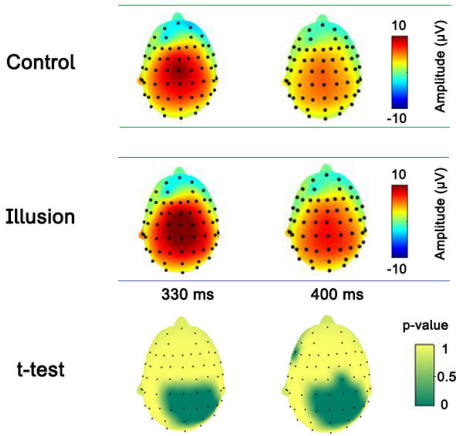 Control
10
-10
Amplitude (μV)
Illusion
10
-10
Amplitude (μV)
330 ms
400 ms
t-test
p-value
1
0.5
0